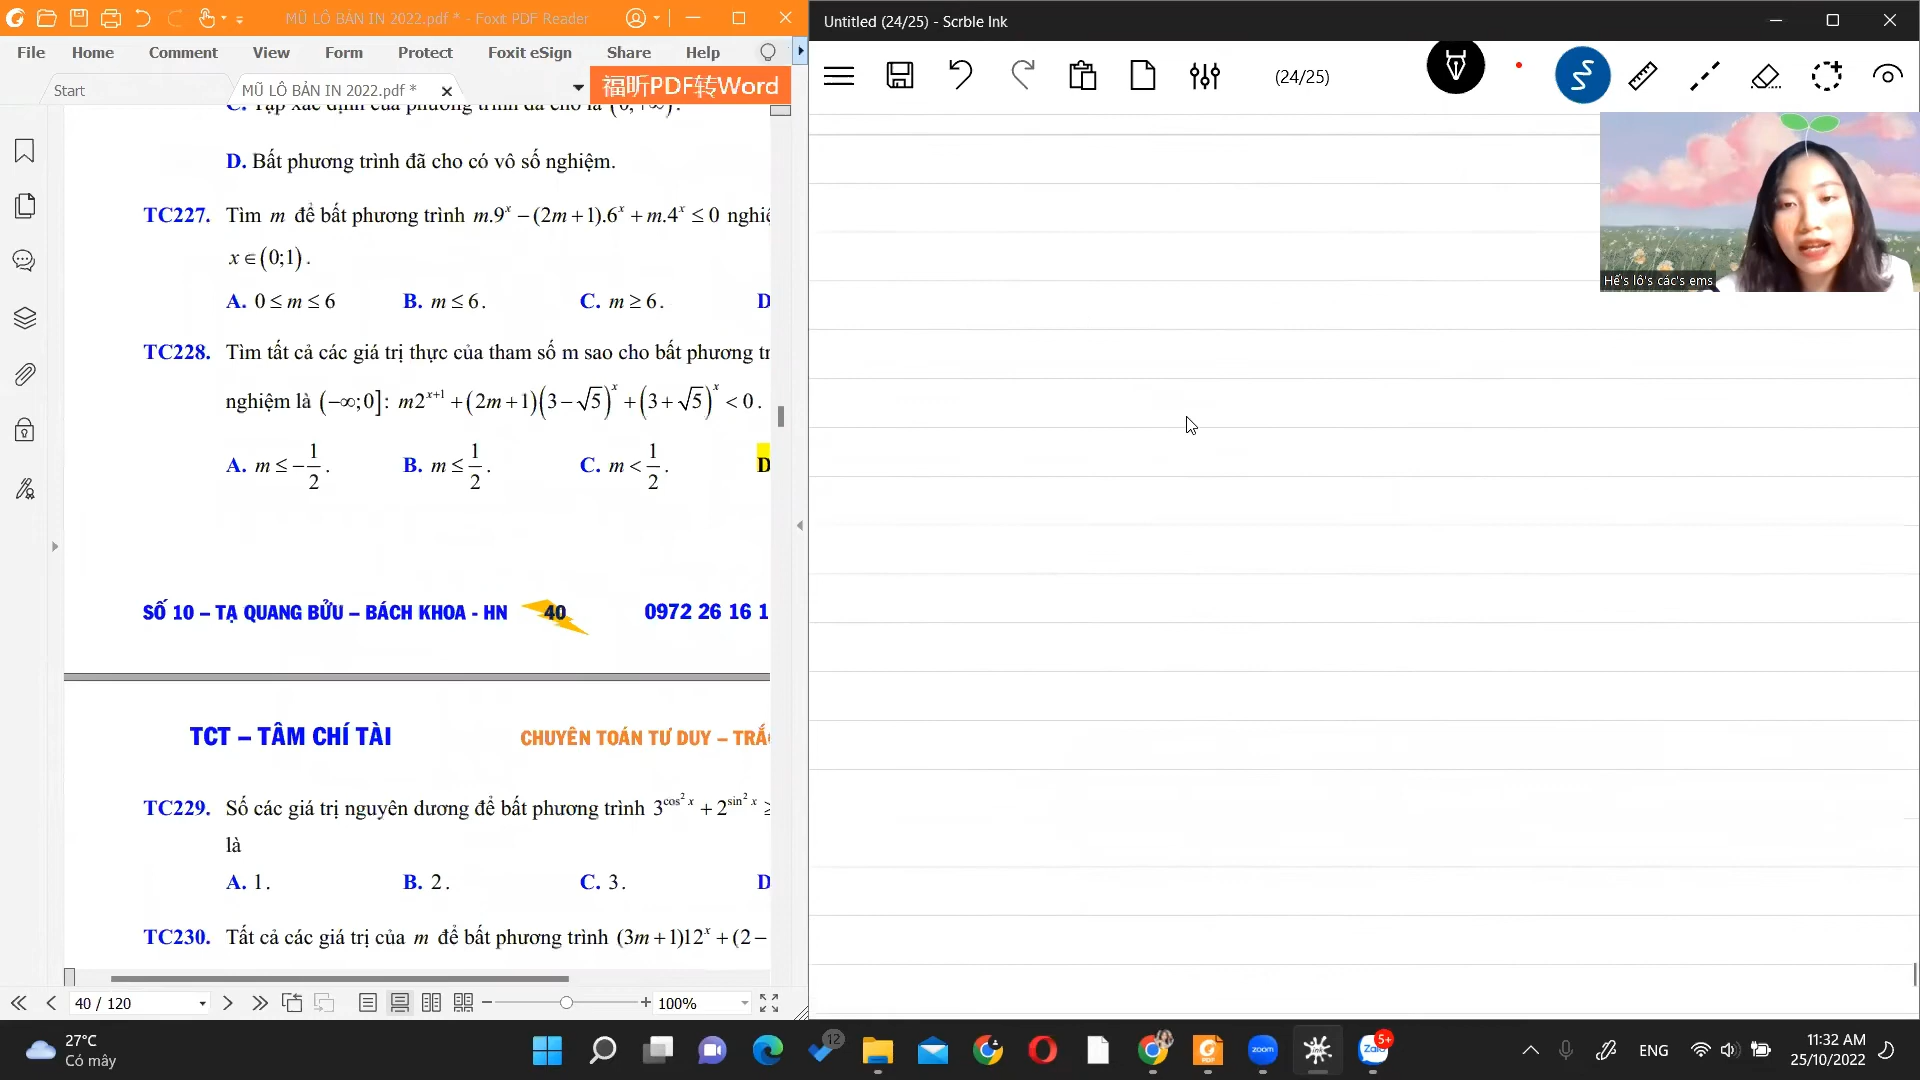 MŨ LÔ BẢN IN 2022.pdf * - Foxit PDF Reader
File Home Comment View Form Protect Foxit eSign Share Help
Start
MŨ LÔ BẢN IN 2022.pdf *
福昕PDF转Word
D. Bất phương trình đã cho có vô số nghiệm.
TC227. Tìm m để bất phương trình m.9^x − (2m+1).6^x + m.4^x ≤ 0
x ∈ (0;1).
A. 0 ≤ m ≤ 6 B. m ≤ 6. C. m ≥ 6. D
TC228. Tìm tất cả các giá trị thực của tham số m sao cho bất phương
nghiệm là (−∞;0]: m2^{x+1} + (2m+1)(3−√5)^x + (3+√5)^x < 0.
A. m ≤ −1/2. B. m ≤ 1/2. C. m < 1/2. D
SỐ 10 – TẠ QUANG BỬU – BÁCH KHOA - HN 40 0972 26 16 1
TCT – TÂM CHÍ TÀI CHUYÊN TOÁN TƯ DUY –
TC229. Số các giá trị nguyên dương để bất phương trình 3^{cos² x} + 2^{sin² x} ≥
là
A. 1. B. 2. C. 3. D
TC230. Tất cả các giá trị của m để bất phương trình (3m+1)12^x + (2−
40 / 120
100%
Untitled (24/25) - Scrble Ink
(24/25)
Hế's lô's các's ems
27°C
Có mây
12
zoom
Zalo
5+
ENG
11:32 AM
25/10/2022